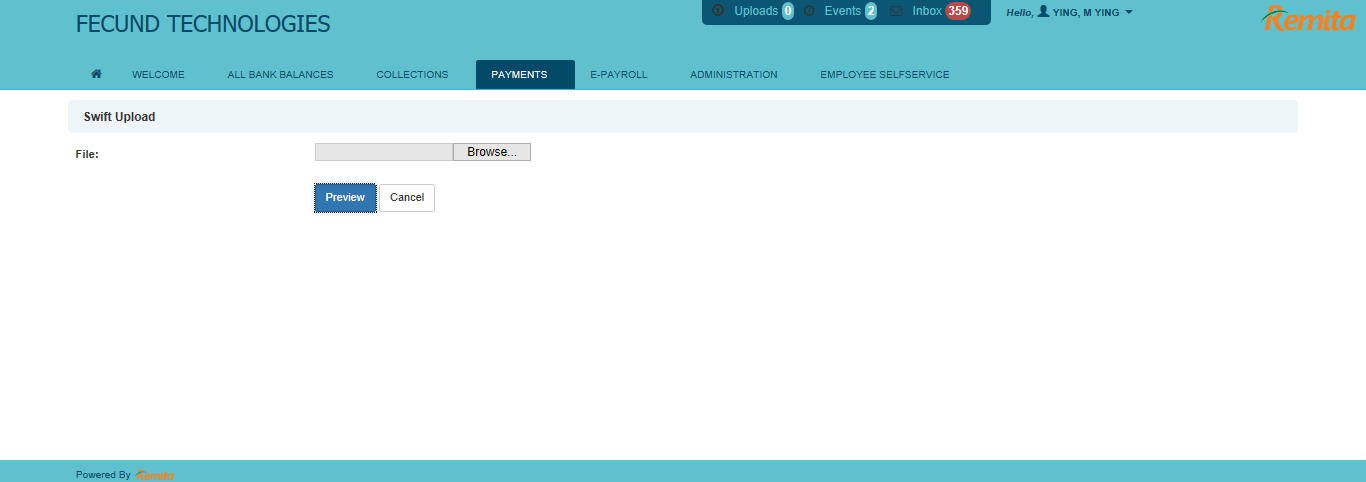 FECUND TECHNOLOGIES
Uploads 0 Events 2 Inbox 359
Hello, YING, M YING
Remita
WELCOME ALL BANK BALANCES COLLECTIONS PAYMENTS E-PAYROLL ADMINISTRATION EMPLOYEE SELFSERVICE
Swift Upload
File: Browse...
Preview Cancel
Powered By Remita